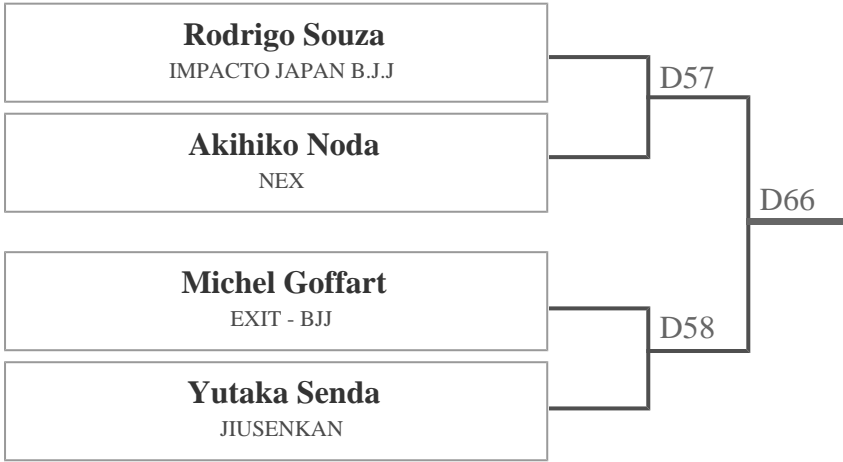 Rodrigo Souza
IMPACTO JAPAN B.J.J
D57
Akihiko Noda
NEX
D66
Michel Goffart
EXIT - BJJ
D58
Yutaka Senda
JIUSENKAN